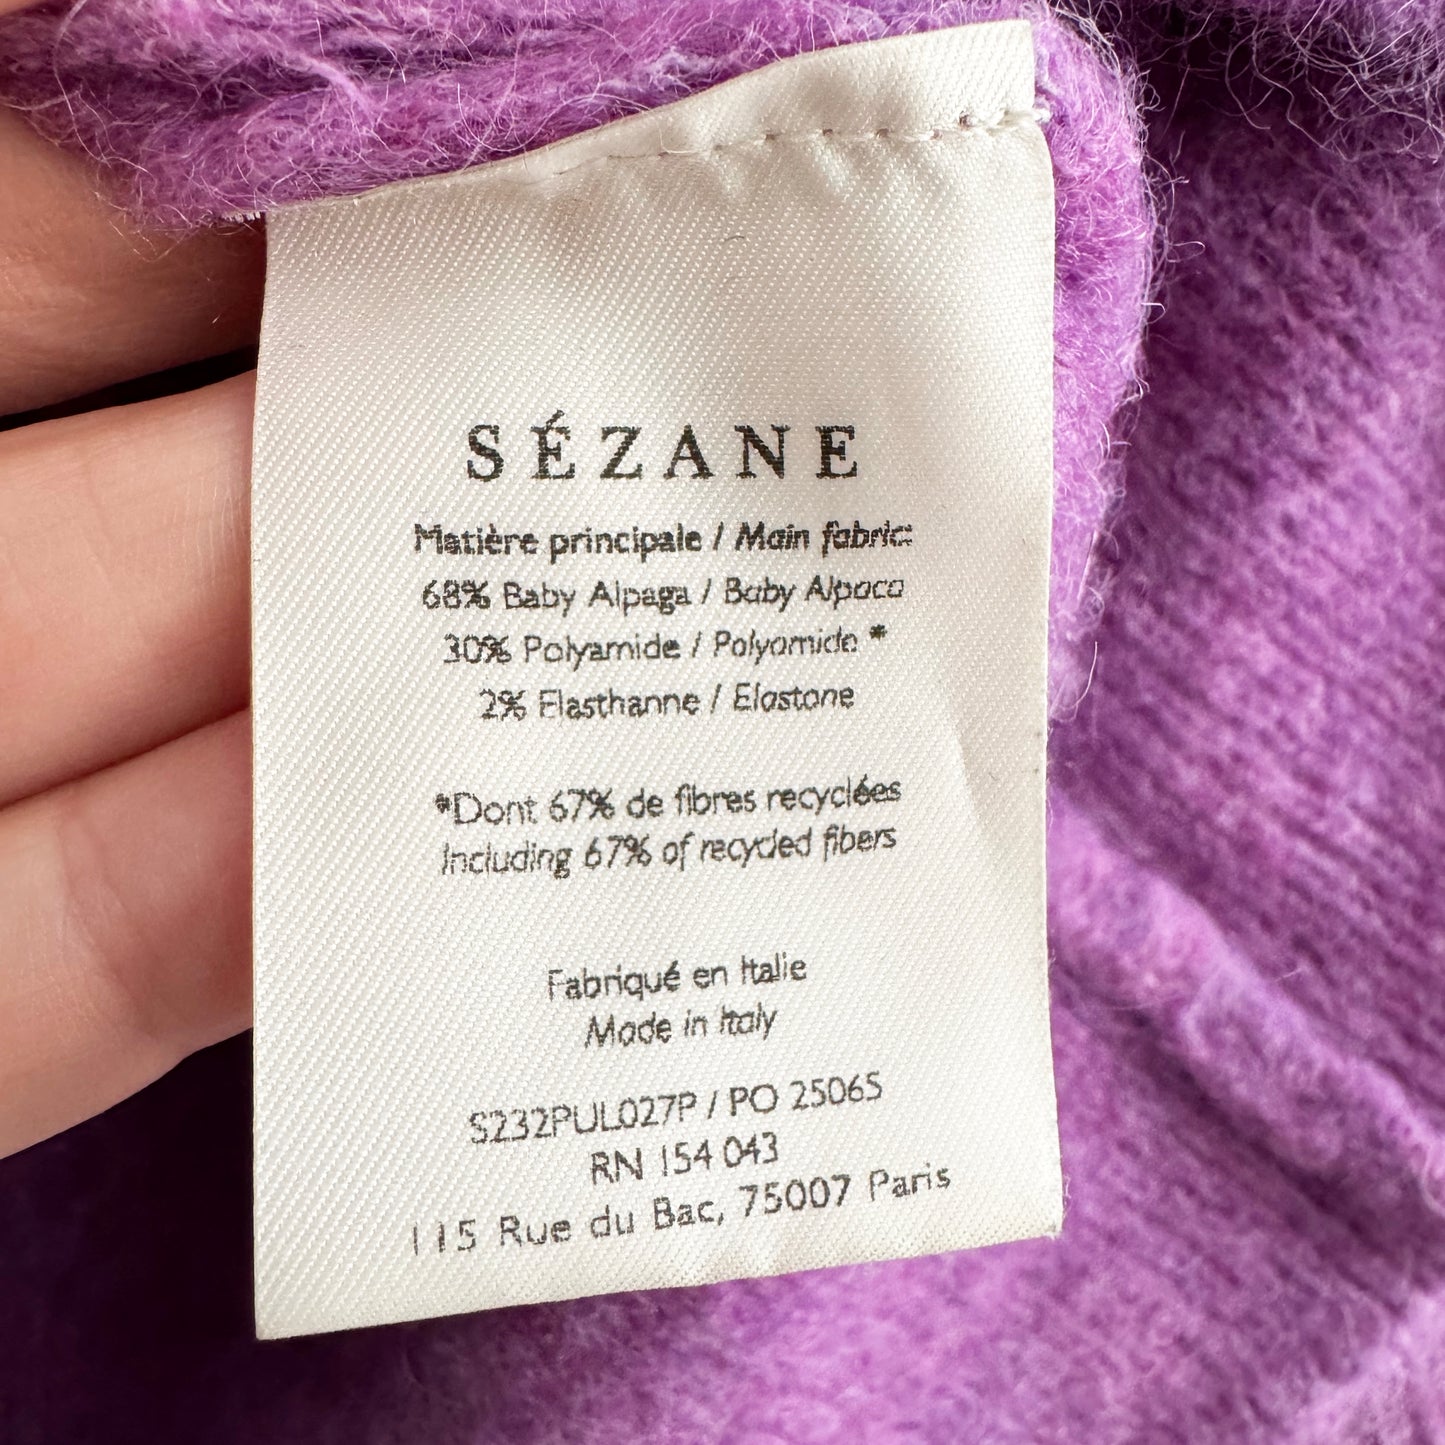 SÉZANE
Matière principale / Main fabric
68% Baby Alpaga / Baby Alpaca
30% Polyamide / Polyamide *
2% Elasthanne / Elastane
*Dont 67% de fibres recyclées
Including 67% of recycled fibers
Fabriqué en Italie
Made in Italy
S232PUL027P / PO 25065
RN 154 043
115 Rue du Bac, 75007 Paris